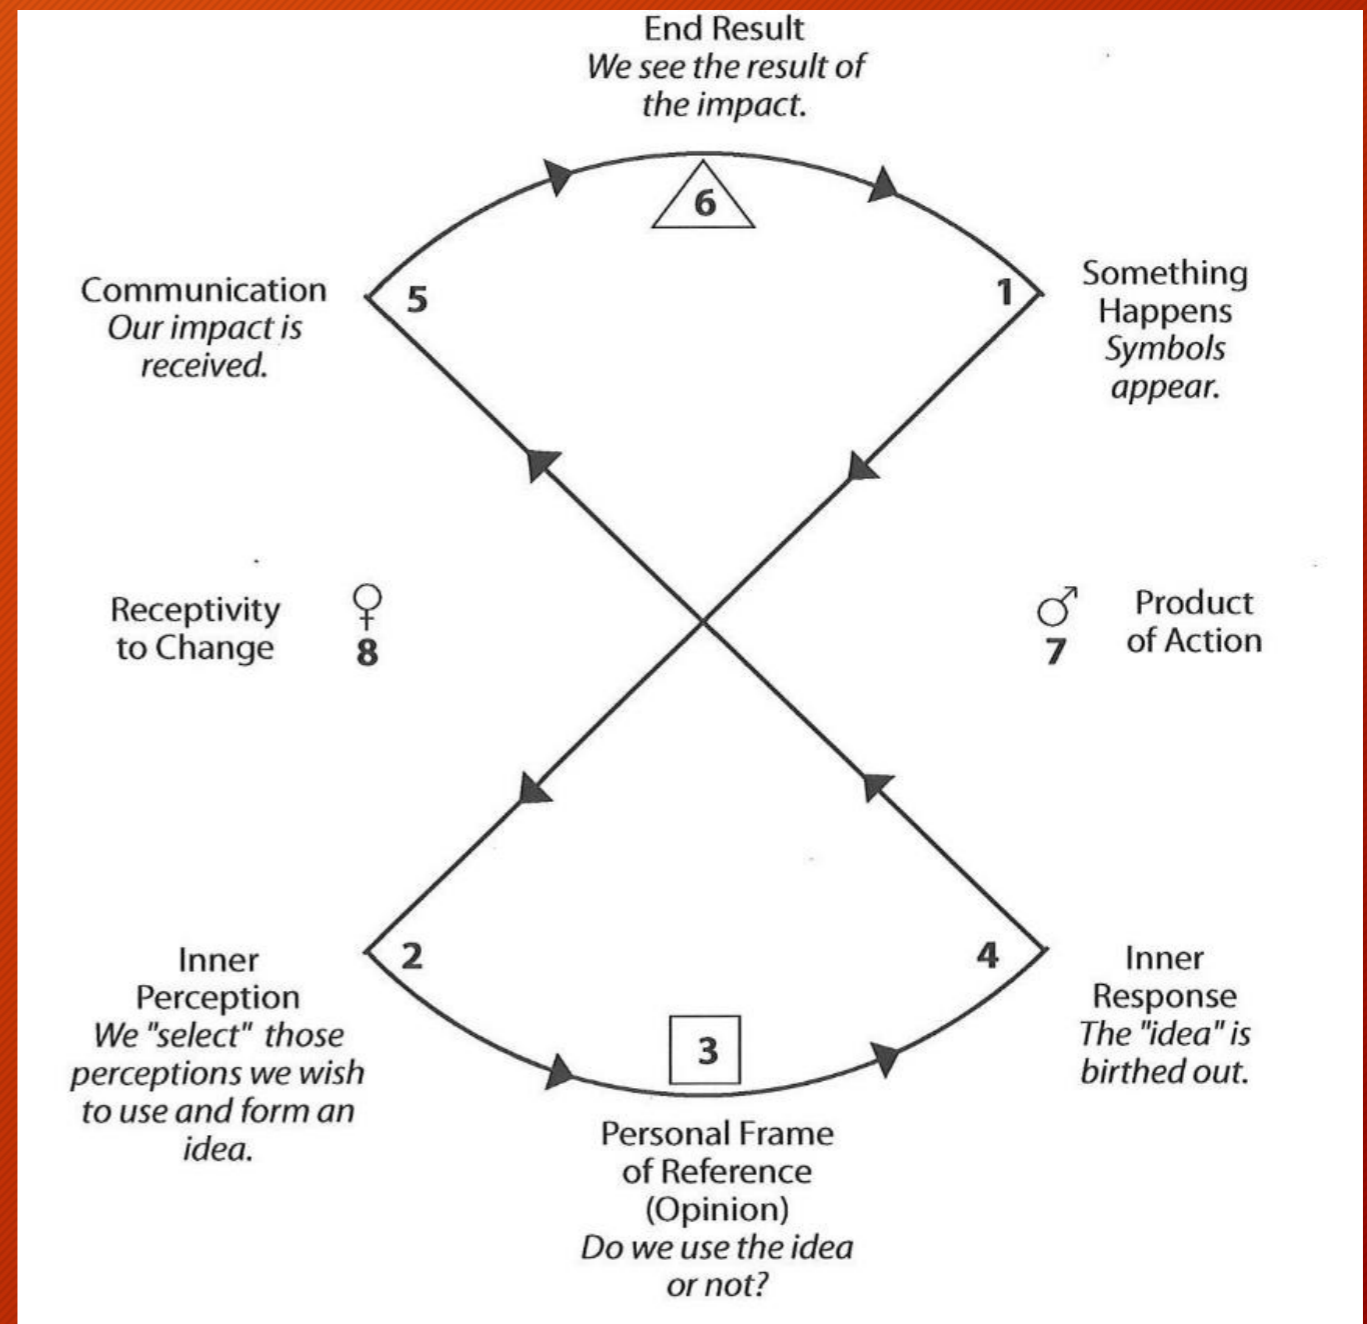 End Result
We see the result of
the impact.
6
Communication
Our impact is
received.
5
1
Something
Happens
Symbols
appear.
Receptivity
to Change
8
7
Product
of Action
Inner
Perception
We "select" those
perceptions we wish
to use and form an
idea.
2
3
4
Inner
Response
The "idea" is
birthed out.
Personal Frame
of Reference
(Opinion)
Do we use the idea
or not?